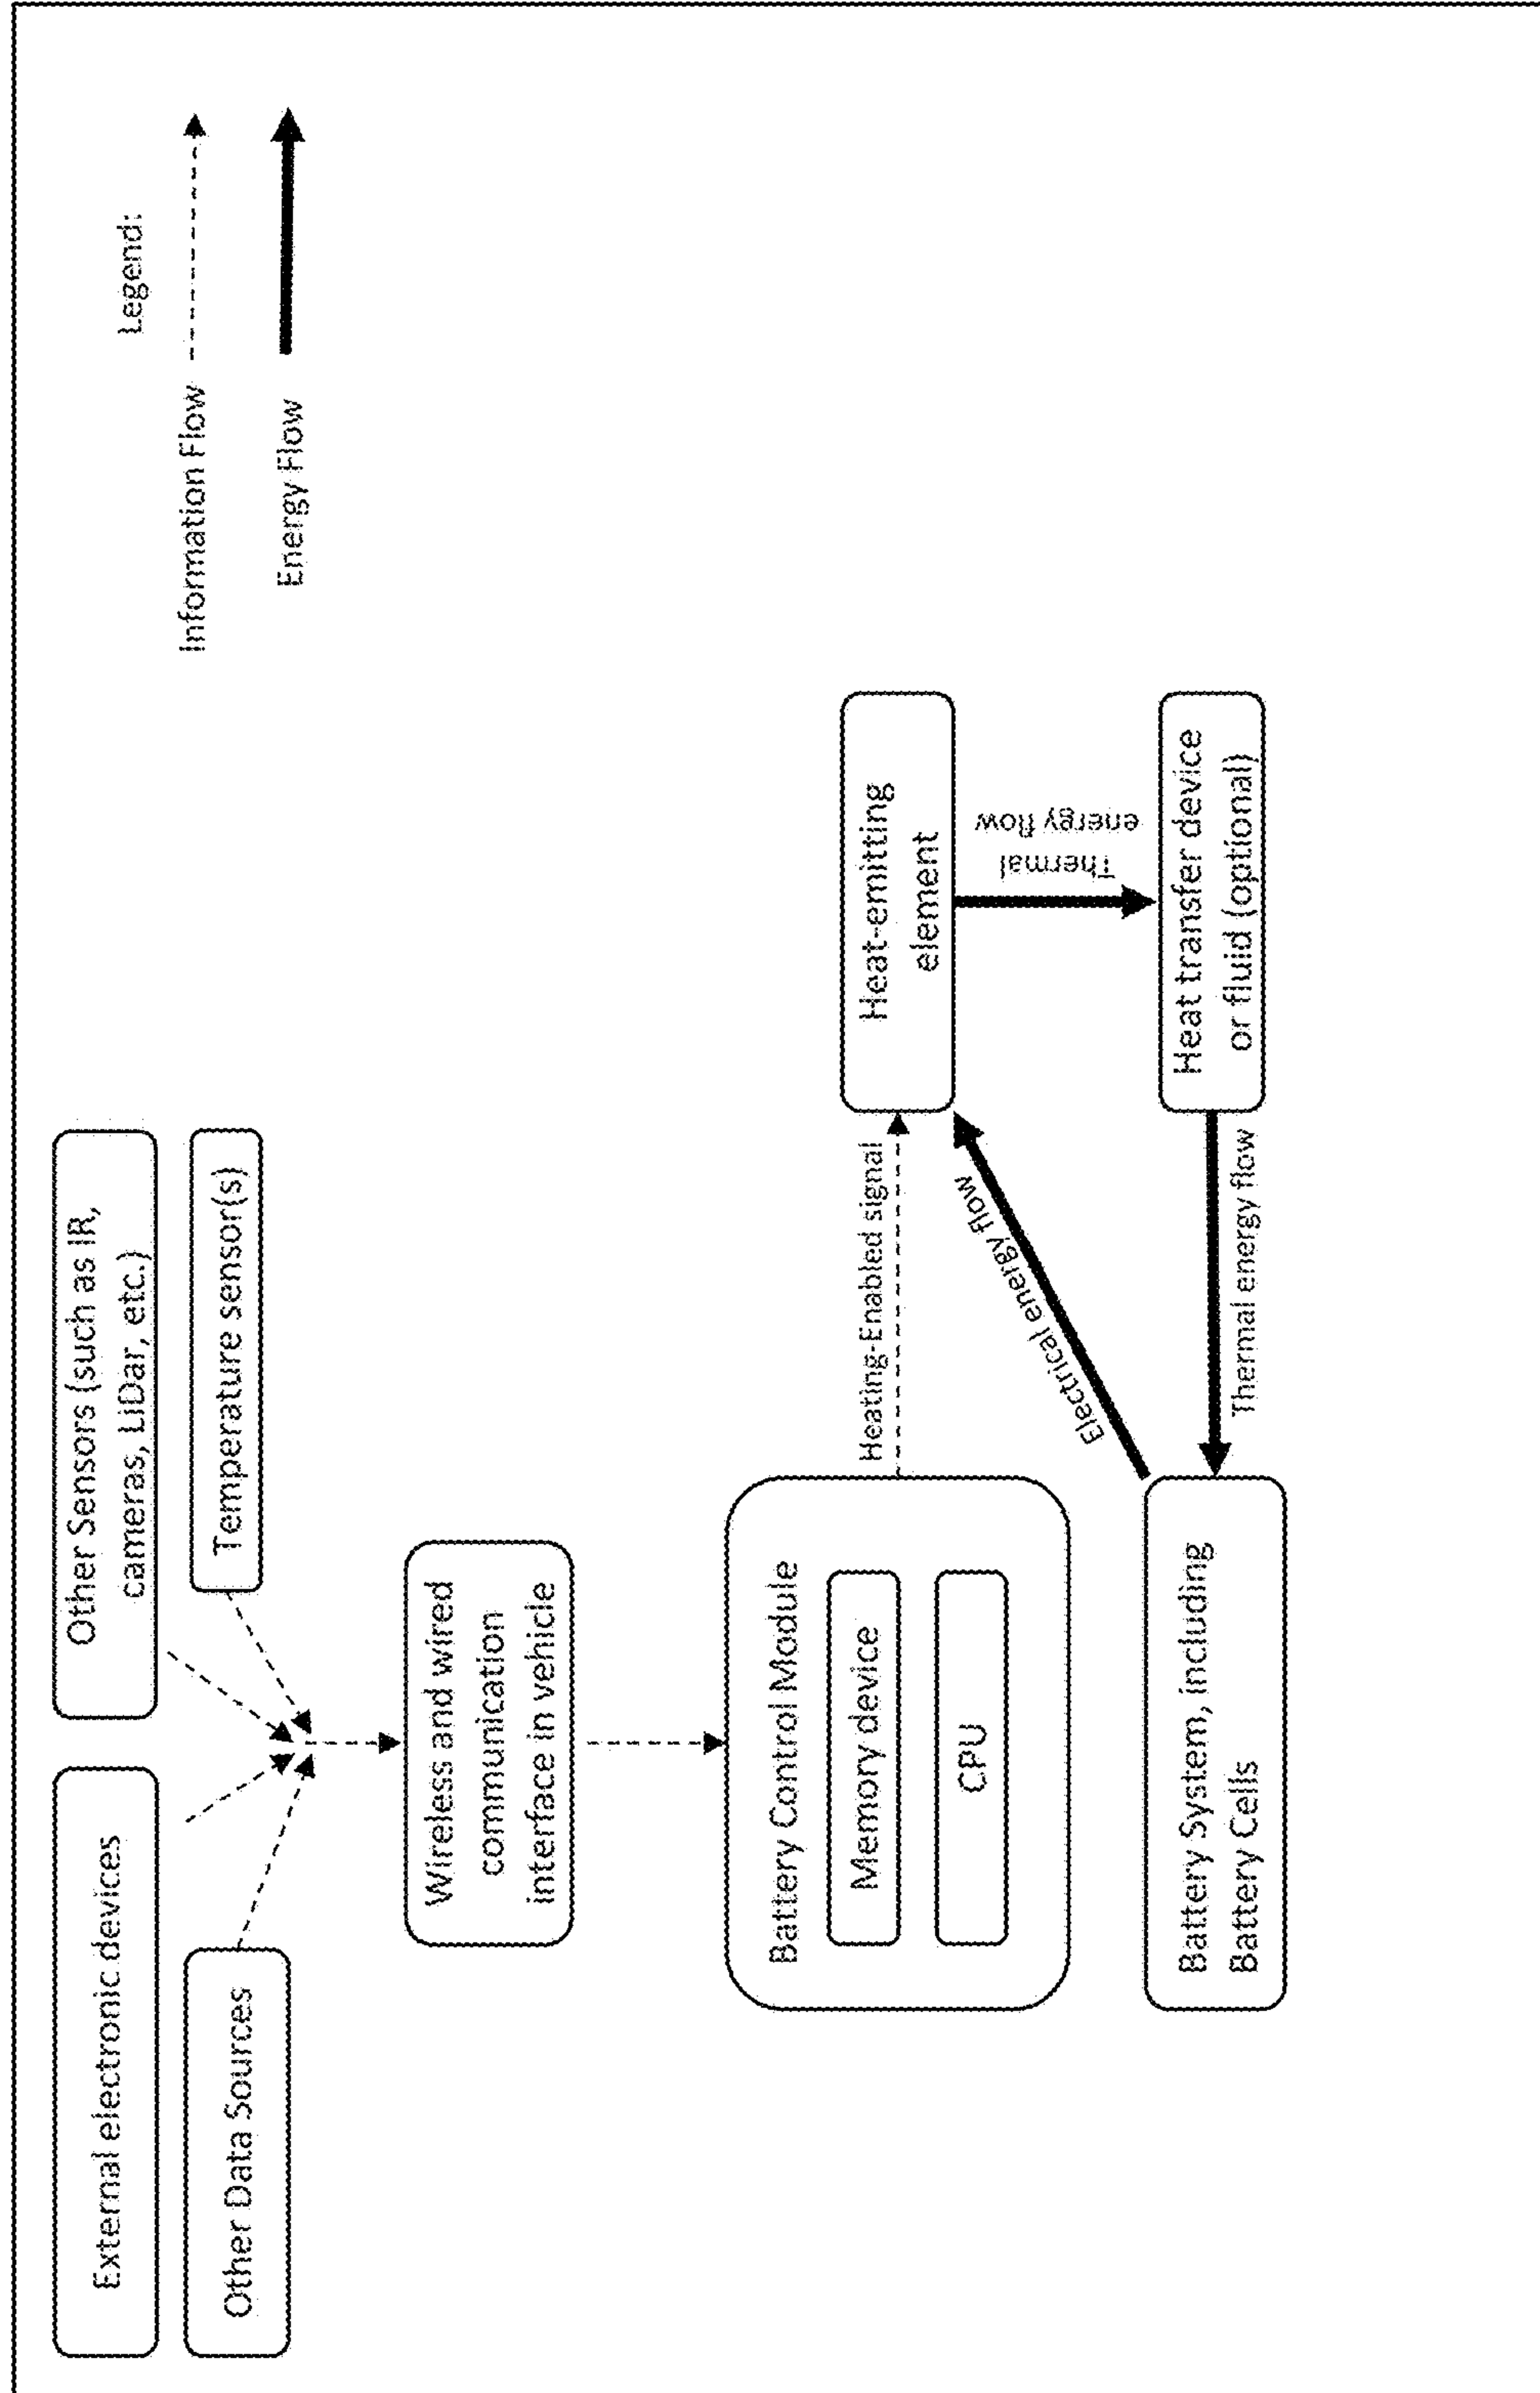 External electronic devices
Other Sensors (such as IR,
cameras, LiDar, etc.)
Other Data Sources
Temperature sensor(s)
Legend:
Information Flow
Energy Flow
Wireless and wired
communication
interface in vehicle
Battery Control Module
Memory device
CPU
Heating-Enabled signal
Heat-emitting
element
Electrical energy flow
Thermal
energy flow
Battery System, including
Battery Cells
Thermal energy flow
Heat transfer device
or fluid (optional)